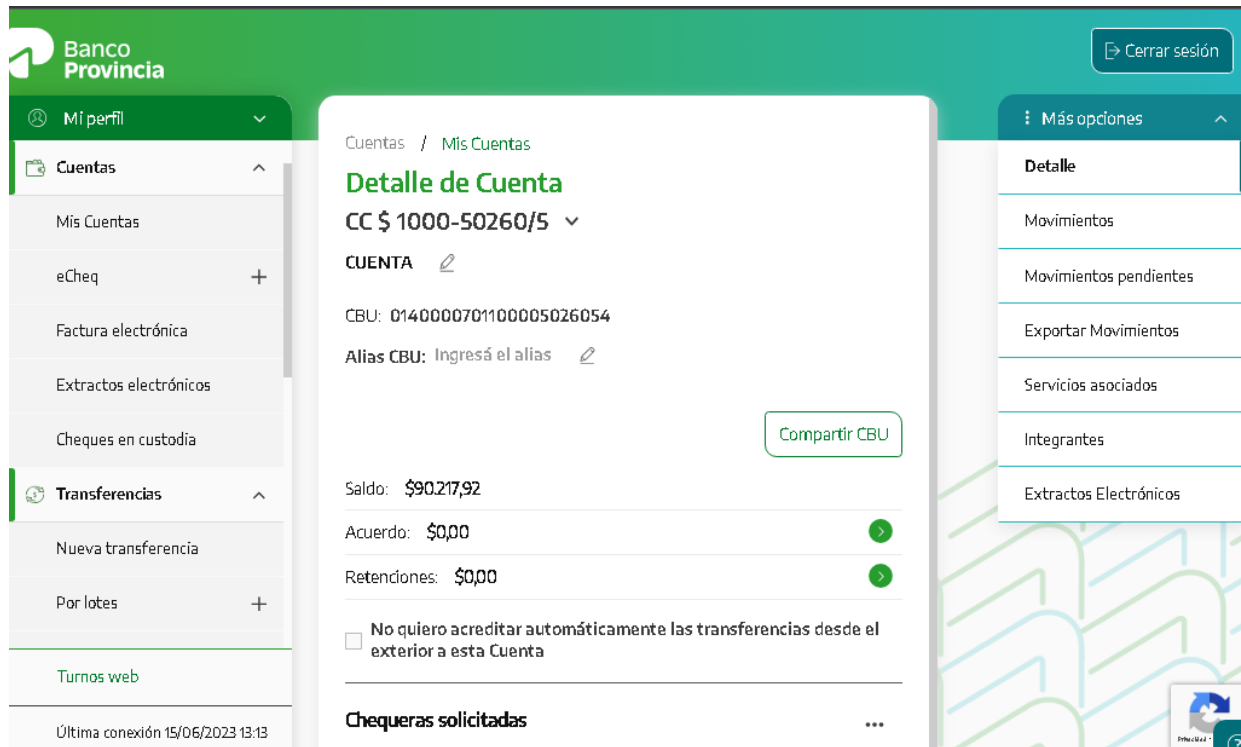 Banco
Provincia
Cerrar sesión
Mi perfil
Cuentas
Mis Cuentas
eCheq
Factura electrónica
Extractos electrónicos
Cheques en custodia
Transferencias
Nueva transferencia
Por lotes
Turnos web
Última conexión 15/06/2023 13:13
Cuentas / Mis Cuentas
Detalle de Cuenta
CC $ 1000-50260/5
CUENTA
CBU: 0140000701100005026054
Alias CBU: Ingresá el alias
Compartir CBU
Saldo: $90.217,92
Acuerdo: $0,00
Retenciones: $0,00
No quiero acreditar automáticamente las transferencias desde el
exterior a esta Cuenta
Chequeras solicitadas
Más opciones
Detalle
Movimientos
Movimientos pendientes
Exportar Movimientos
Servicios asociados
Integrantes
Extractos Electrónicos